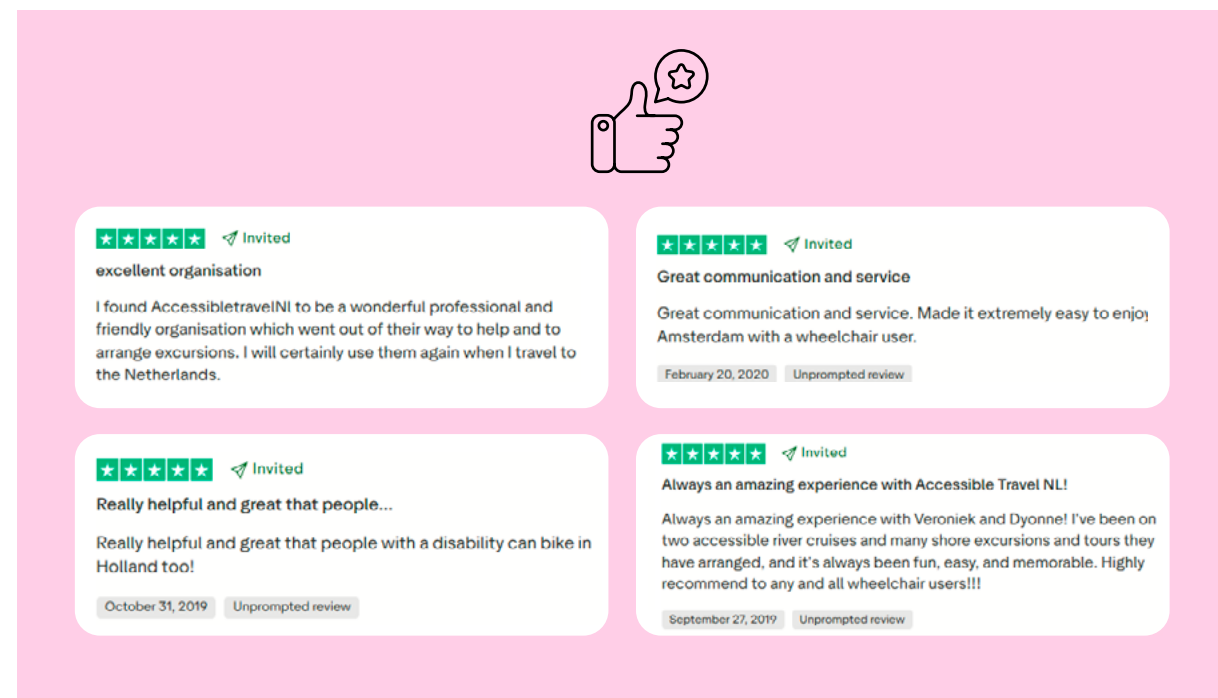 Invited
excellent organisation
I found AccessibletravelNl to be a wonderful professional and
friendly organisation which went out of their way to help and to
arrange excursions. I will certainly use them again when I travel to
the Netherlands.
Invited
Great communication and service
Great communication and service. Made it extremely easy to enjoy
Amsterdam with a wheelchair user.
February 20, 2020 Unprompted review
Invited
Really helpful and great that people...
Really helpful and great that people with a disability can bike in
Holland too!
October 31, 2019 Unprompted review
Invited
Always an amazing experience with Accessible Travel NL!
Always an amazing experience with Veroniek and Dyonne! I've been on
two accessible river cruises and many shore excursions and tours they
have arranged, and it's always been fun, easy, and memorable. Highly
recommend to any and all wheelchair users!!!
September 27, 2019 Unprompted review